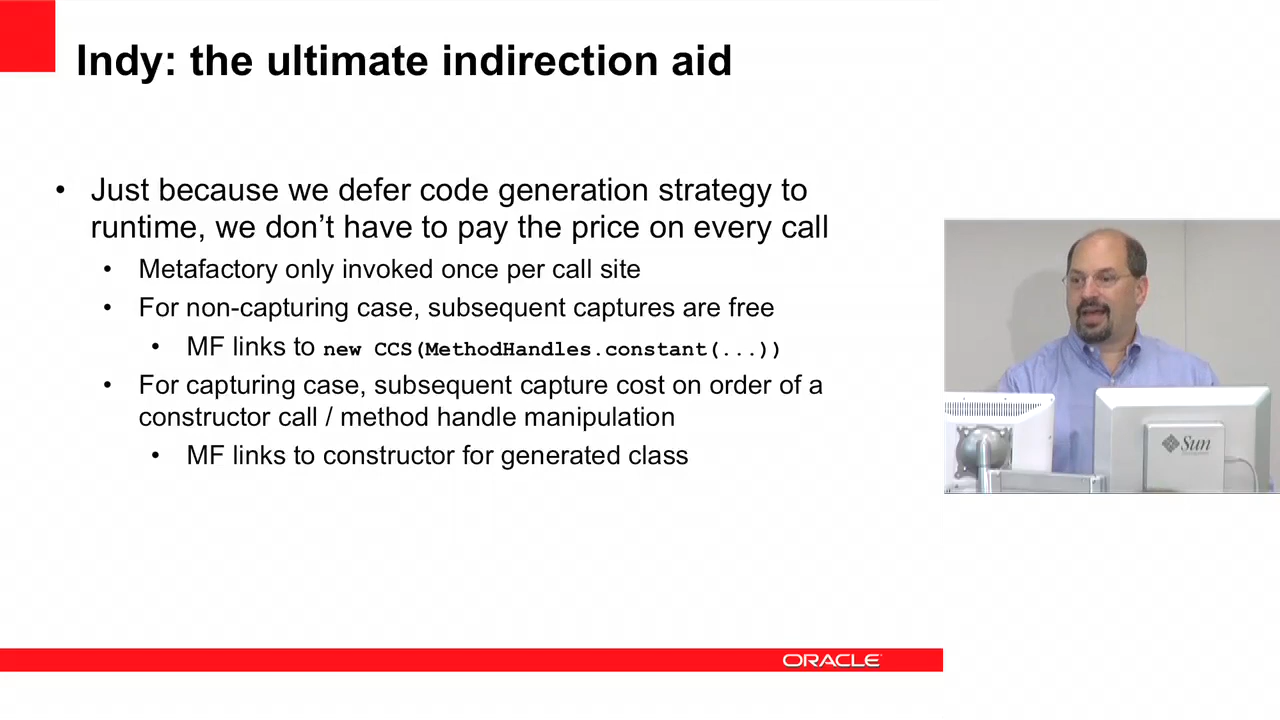 Indy: the ultimate indirection aid
• Just because we defer code generation strategy to
runtime, we don’t have to pay the price on every call
• Metafactory only invoked once per call site
• For non-capturing case, subsequent captures are free
• MF links to new CCS(MethodHandles.constant(...))
• For capturing case, subsequent capture cost on order of a
constructor call / method handle manipulation
• MF links to constructor for generated class
Sun
ORACLE